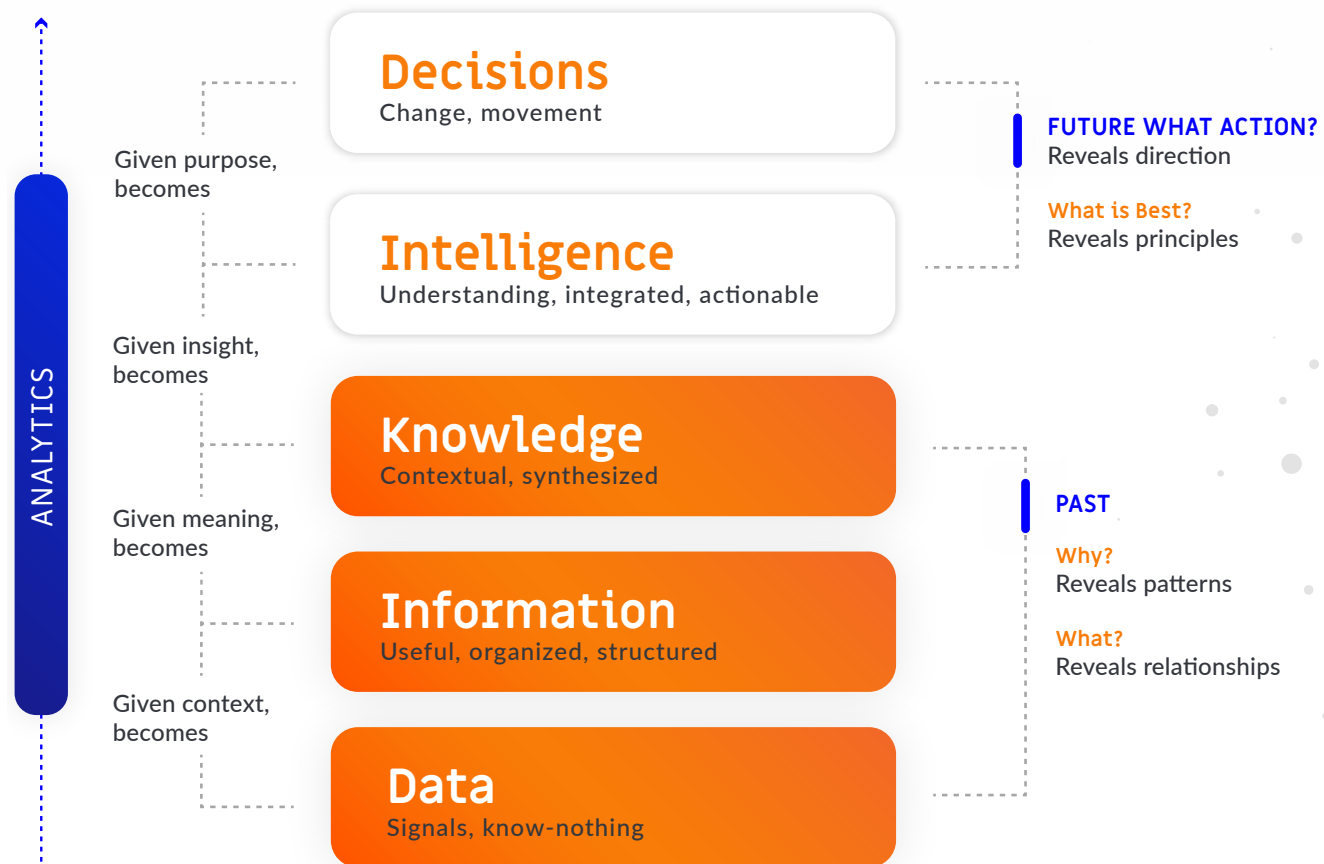 Decisions
Change, movement
FUTURE WHAT ACTION?
Reveals direction
Given purpose,
becomes
What is Best?
Reveals principles
Intelligence
Understanding, integrated, actionable
Given insight,
becomes
ANALYTICS
Knowledge
Contextual, synthesized
PAST
Given meaning,
becomes
Why?
Reveals patterns
Information
Useful, organized, structured
What?
Reveals relationships
Given context,
becomes
Data
Signals, know-nothing